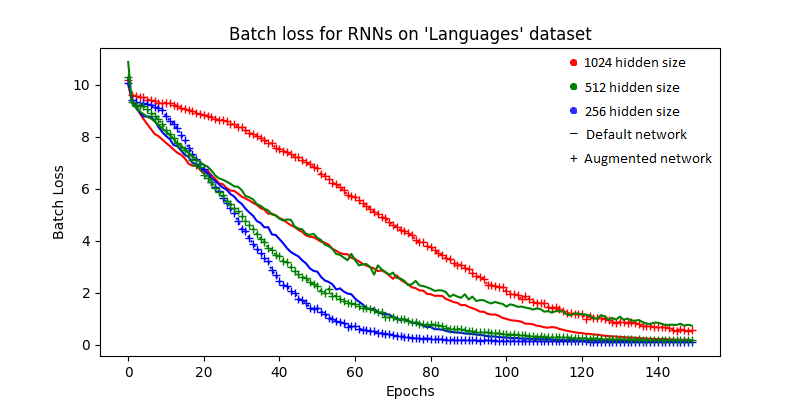 Batch loss for RNNs on 'Languages' dataset
1024 hidden size
512 hidden size
256 hidden size
Default network
+ Augmented network
Batch Loss
10
8
6
4
2
0
0 20 40 60 80 100 120 140
Epochs